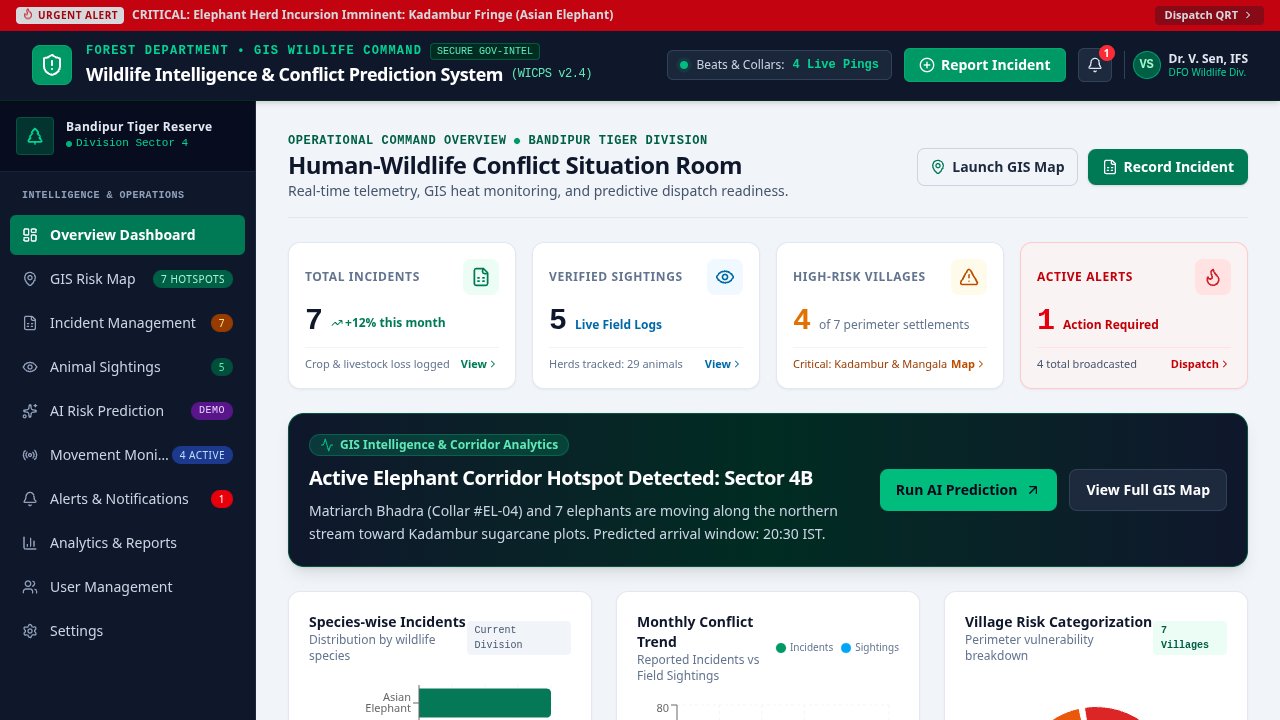 URGENT ALERT CRITICAL: Elephant Herd Incursion Imminent: Kadambur Fringe (Asian Elephant) Dispatch QRT
FOREST DEPARTMENT • GIS WILDLIFE COMMAND SECURE GOV-INTEL
Wildlife Intelligence & Conflict Prediction System (WICPS v2.4)
Beats & Collars: 4 Live Pings
Report Incident
1
VS
Dr. V. Sen, IFS
DFO Wildlife Div.
Bandipur Tiger Reserve
Division Sector 4
INTELLIGENCE & OPERATIONS
Overview Dashboard
GIS Risk Map 7 HOTSPOTS
Incident Management 7
Animal Sightings 5
AI Risk Prediction DEMO
Movement Moni... 4 ACTIVE
Alerts & Notifications 1
Analytics & Reports
User Management
Settings
OPERATIONAL COMMAND OVERVIEW ● BANDIPUR TIGER DIVISION
Human-Wildlife Conflict Situation Room
Real-time telemetry, GIS heat monitoring, and predictive dispatch readiness.
Launch GIS Map
Record Incident
TOTAL INCIDENTS
7 +12% this month
Crop & livestock loss logged View
VERIFIED SIGHTINGS
5 Live Field Logs
Herds tracked: 29 animals View
HIGH-RISK VILLAGES
4 of 7 perimeter settlements
Critical: Kadambur & Mangala Map
ACTIVE ALERTS
1 Action Required
4 total broadcasted Dispatch
GIS Intelligence & Corridor Analytics
Active Elephant Corridor Hotspot Detected: Sector 4B
Matriarch Bhadra (Collar #EL-04) and 7 elephants are moving along the northern
stream toward Kadambur sugarcane plots. Predicted arrival window: 20:30 IST.
Run AI Prediction
View Full GIS Map
Species-wise Incidents
Distribution by wildlife
species
Current
Division
Asian
Elephant
Monthly Conflict
Trend
Reported Incidents vs
Field Sightings
Incidents Sightings
80
Village Risk Categorization
Perimeter vulnerability
breakdown
7
Villages